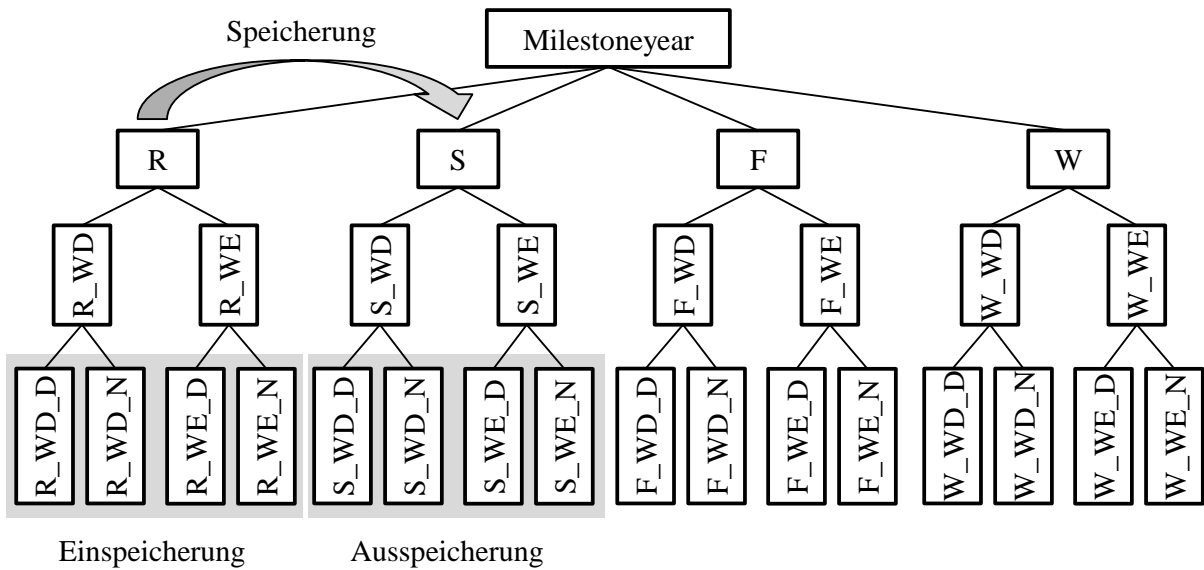 Speicherung
Milestoneyear
R
S
F
W
R_WD
R_WE
S_WD
S_WE
F_WD
F_WE
W_WD
W_WE
R_WD_D
R_WD_N
R_WE_D
R_WE_N
S_WD_D
S_WD_N
S_WE_D
S_WE_N
F_WD_D
F_WD_N
F_WE_D
F_WE_N
W_WD_D
W_WD_N
W_WE_D
W_WE_N
Einspeicherung
Ausspeicherung